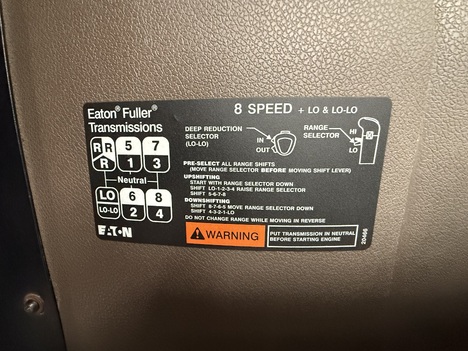 Eaton® Fuller®
Transmissions
8 SPEED + LO & LO-LO
R R 5 7
R 1 3
Neutral
LO 6 8
LO-LO 2 4
EATON
DEEP REDUCTION
SELECTOR
(LO-LO)
IN
OUT
RANGE
SELECTOR
HI
LO
PRE-SELECT ALL RANGE SHIFTS
(MOVE RANGE SELECTOR BEFORE MOVING SHIFT LEVER)
UPSHIFTING
START WITH RANGE SELECTOR DOWN
SHIFT LO-1-2-3-4 RAISE RANGE SELECTOR
SHIFT 5-6-7-8
DOWNSHIFTING
SHIFT 8-7-6-5 MOVE RANGE SELECTOR DOWN
SHIFT 4-3-2-1-LO
DO NOT CHANGE RANGE WHILE MOVING IN REVERSE
WARNING
PUT TRANSMISSION IN NEUTRAL
BEFORE STARTING ENGINE
20466